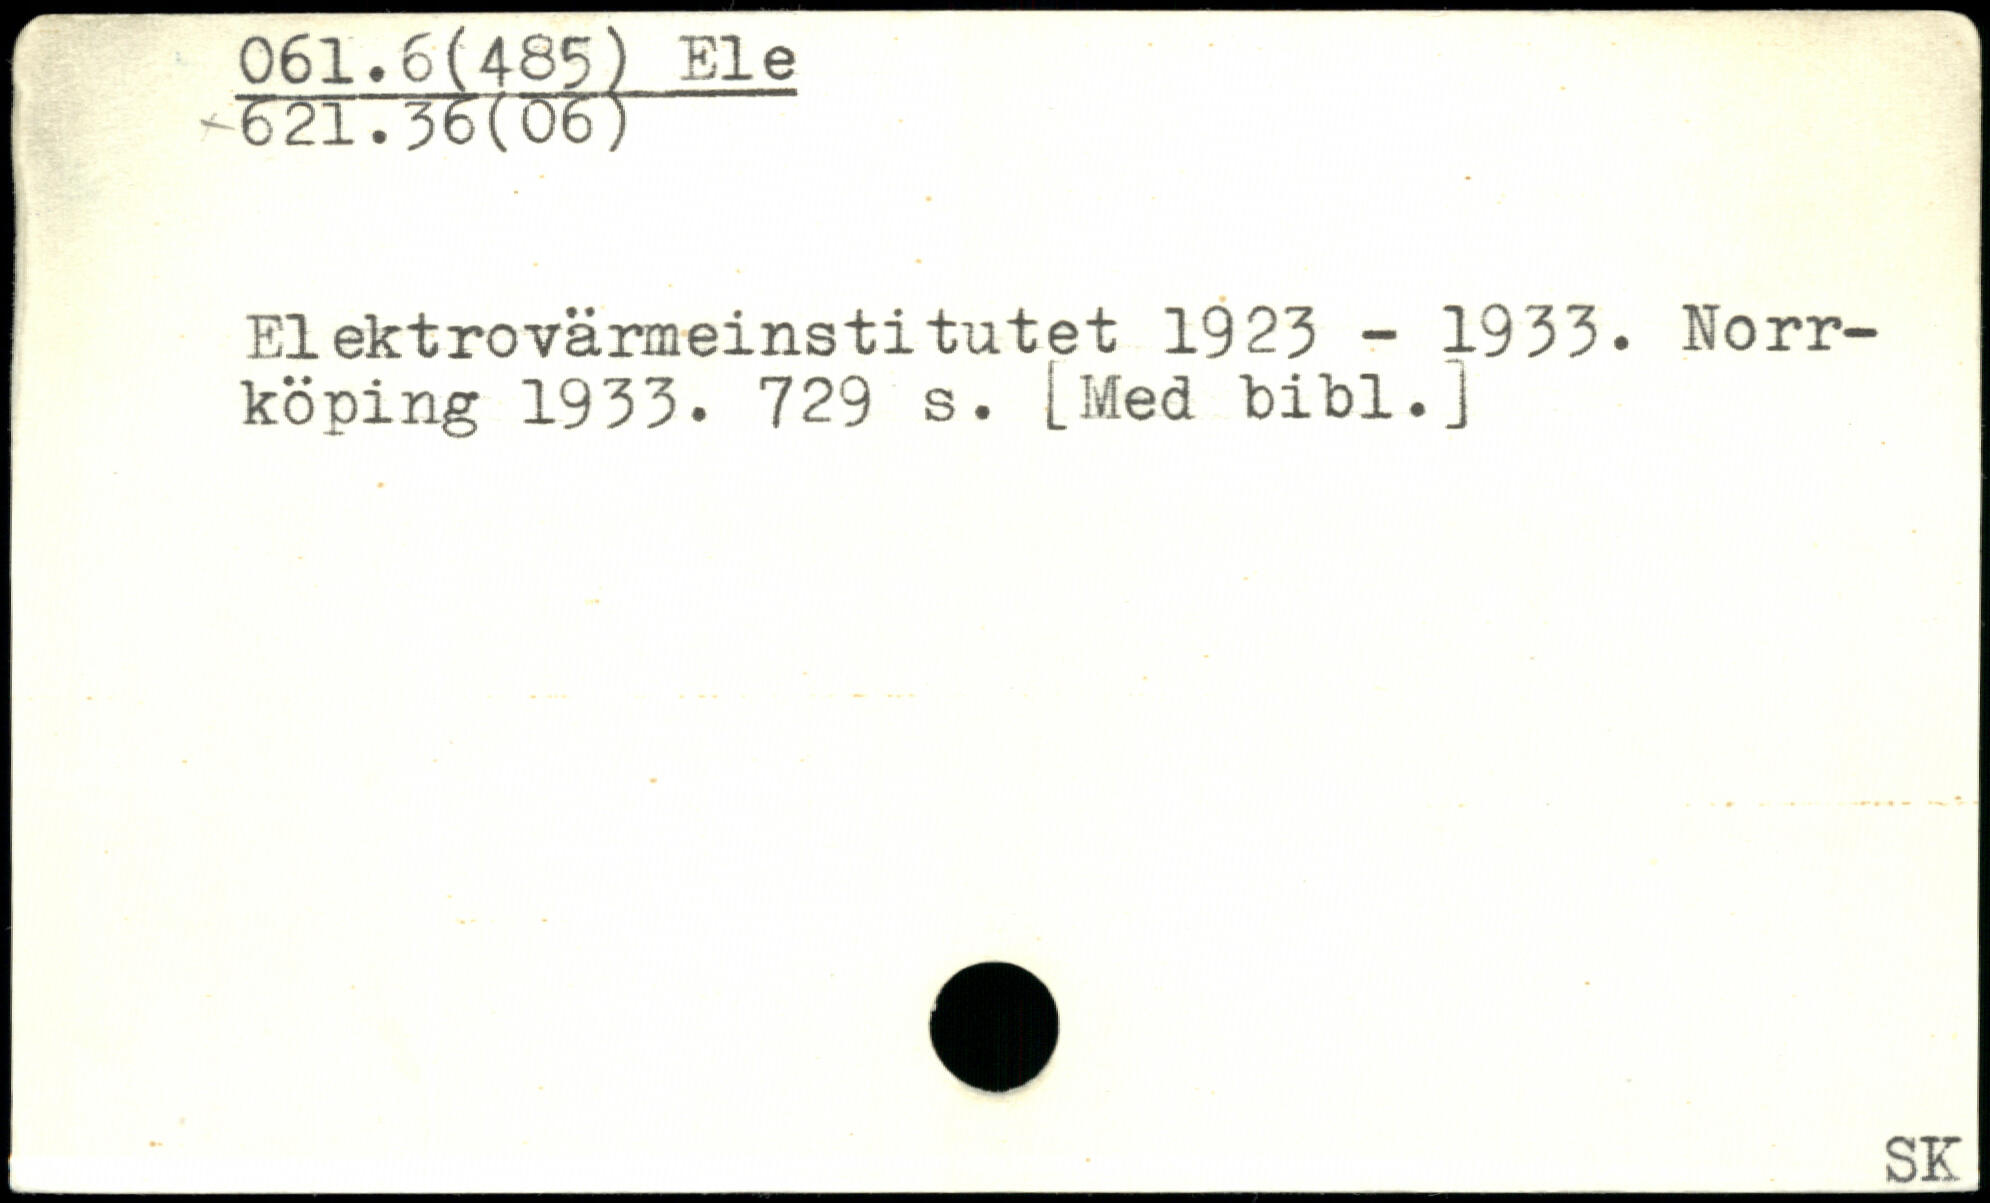 061.6(485) Ele
621.36(06)
Elektrovärmeinstitutet 1923 - 1933. Norr-
köping 1933. 729 s. [Med bibl.]
SK